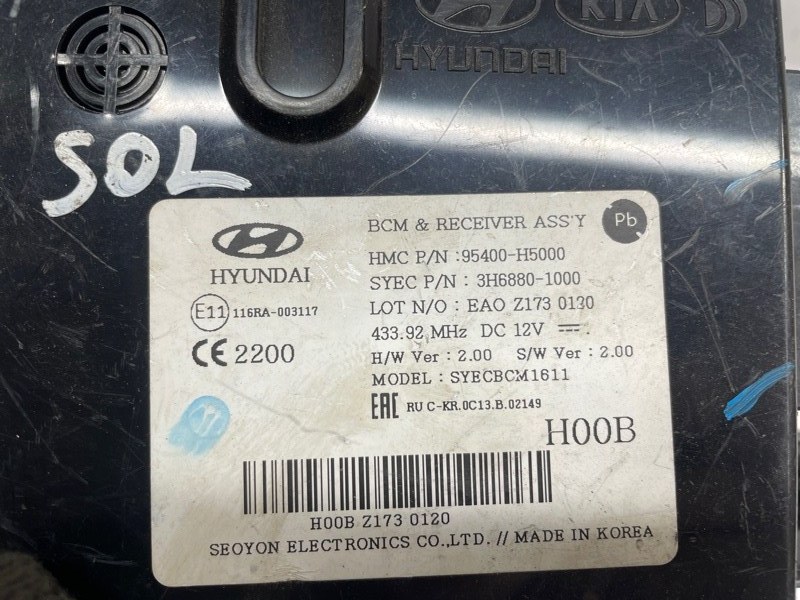 KIA
HYUNDAI
SOL
BCM & RECEIVER ASS'Y
Pb
HYUNDAI
HMC P/N : 95400-H5000
SYEC P/N : 3H6880-1000
E11 116RA-003117
LOT N/O : EAO Z173 0120
433.92 MHz DC 12V
CE 2200
H/W Ver : 2.00 S/W Ver : 2.00
MODEL : SYECBCM1611
EAC RU C-KR.0C13.B.02149
H00B
H00B Z173 0120
SEOYON ELECTRONICS CO.,LTD. // MADE IN KOREA